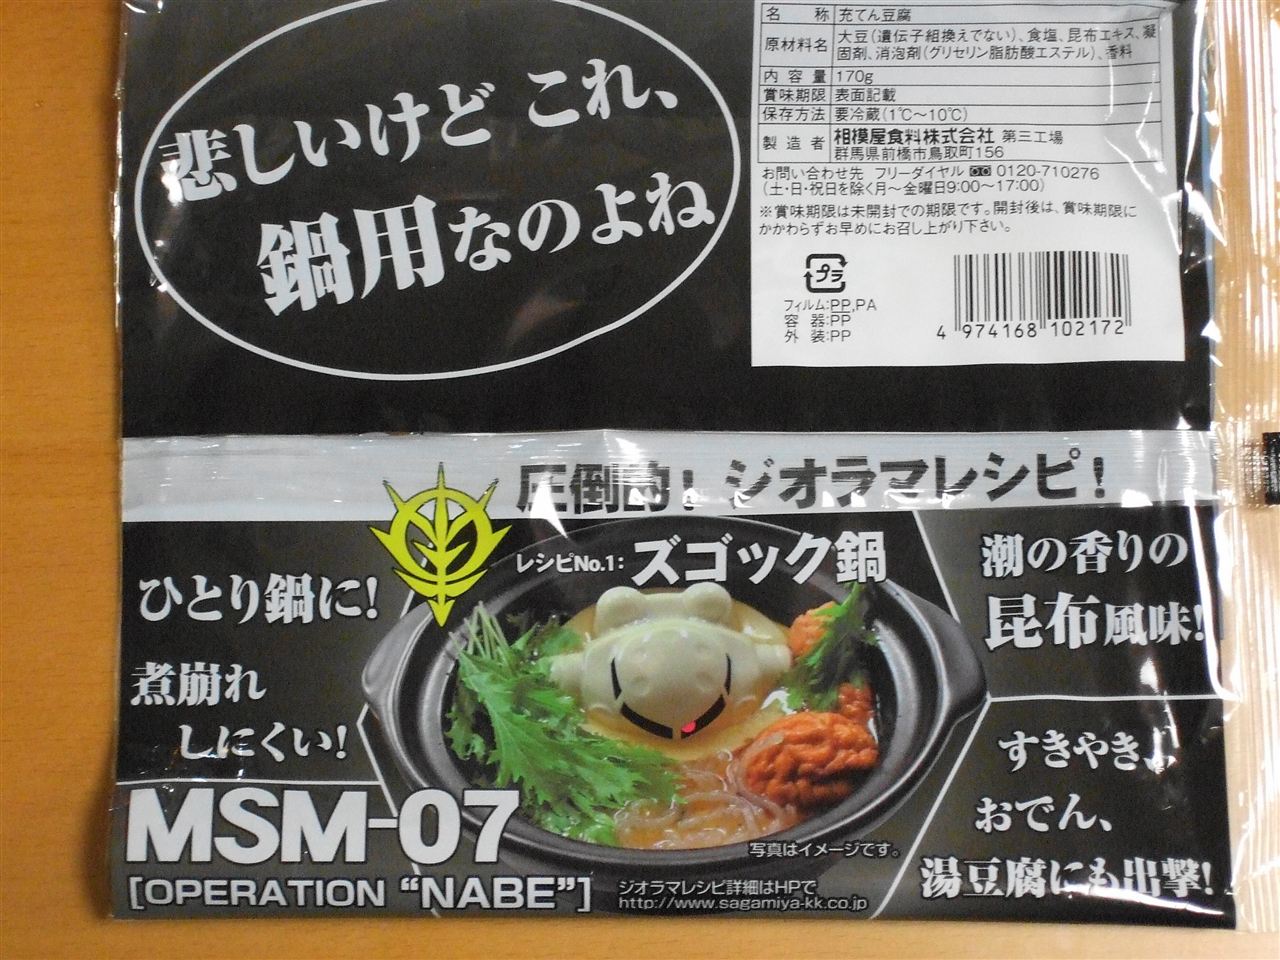 悲しいけど これ、
鍋用なのよね
名称 充てん豆腐
原材料名 大豆(遺伝子組換えでない)、食塩、昆布エキス、凝
固剤、消泡剤(グリセリン脂肪酸エステル)、香料
内容量 170g
賞味期限 表面記載
保存方法 要冷蔵(1℃～10℃)
製造者 相模屋食料株式会社 第三工場
群馬県前橋市鳥取町156
お問い合わせ先 フリーダイヤル 0120-710276
(土・日・祝日を除く月～金曜日9:00～17:00)
※賞味期限は未開封での期限です。開封後は、賞味期限に
かかわらずお早めにお召し上がり下さい。
プラ
フィルム:PP,PA
容器:PP
外装:PP
4 974168 102172
圧倒的！ジオラマレシピ！
レシピNo.1: ズゴック鍋
ひとり鍋に!
煮崩れ
しにくい!
潮の香りの
昆布風味!
すきやき、
おでん、
湯豆腐にも出撃!
MSM-07
[OPERATION “NABE”]
写真はイメージです。
ジオラマレシピ詳細はHPで
http://www.sagamiya-kk.co.jp